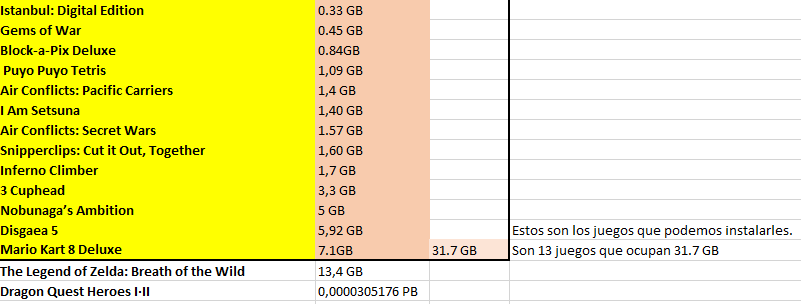 Istanbul: Digital Edition 0.33 GB
Gems of War 0.45 GB
Block-a-Pix Deluxe 0.84GB
Puyo Puyo Tetris 1,09 GB
Air Conflicts: Pacific Carriers 1,4 GB
I Am Setsuna 1,40 GB
Air Conflicts: Secret Wars 1.57 GB
Snipperclips: Cut it Out, Together 1,60 GB
Inferno Climber 1,7 GB
3 Cuphead 3,3 GB
Nobunaga’s Ambition 5 GB
Disgaea 5 5,92 GB Estos son los juegos que podemos instalarles.
Mario Kart 8 Deluxe 7.1GB 31.7 GB Son 13 juegos que ocupan 31.7 GB
The Legend of Zelda: Breath of the Wild 13,4 GB
Dragon Quest Heroes I·II 0,0000305176 PB